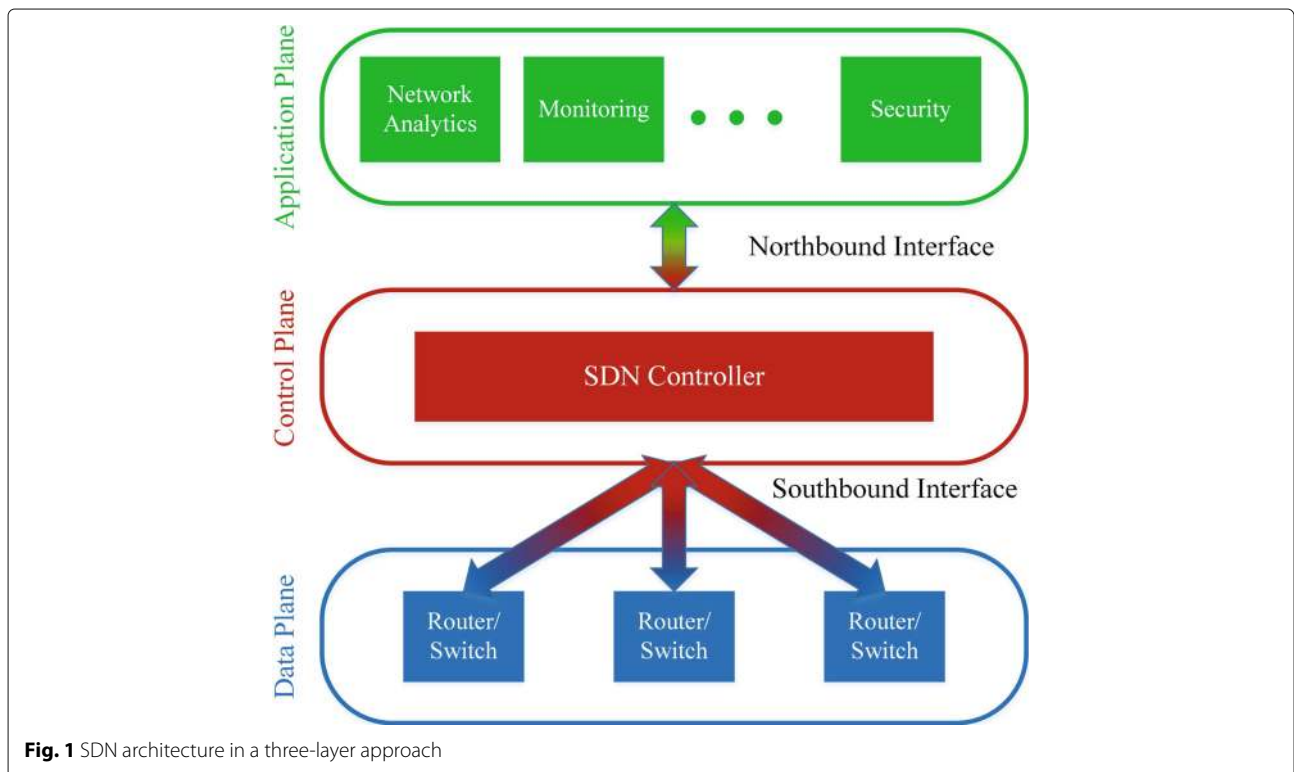 Application Plane
Network
Analytics
Monitoring
Security
Northbound Interface
Control Plane
SDN Controller
Southbound Interface
Data Plane
Router/
Switch
Router/
Switch
Router/
Switch
Fig. 1 SDN architecture in a three-layer approach